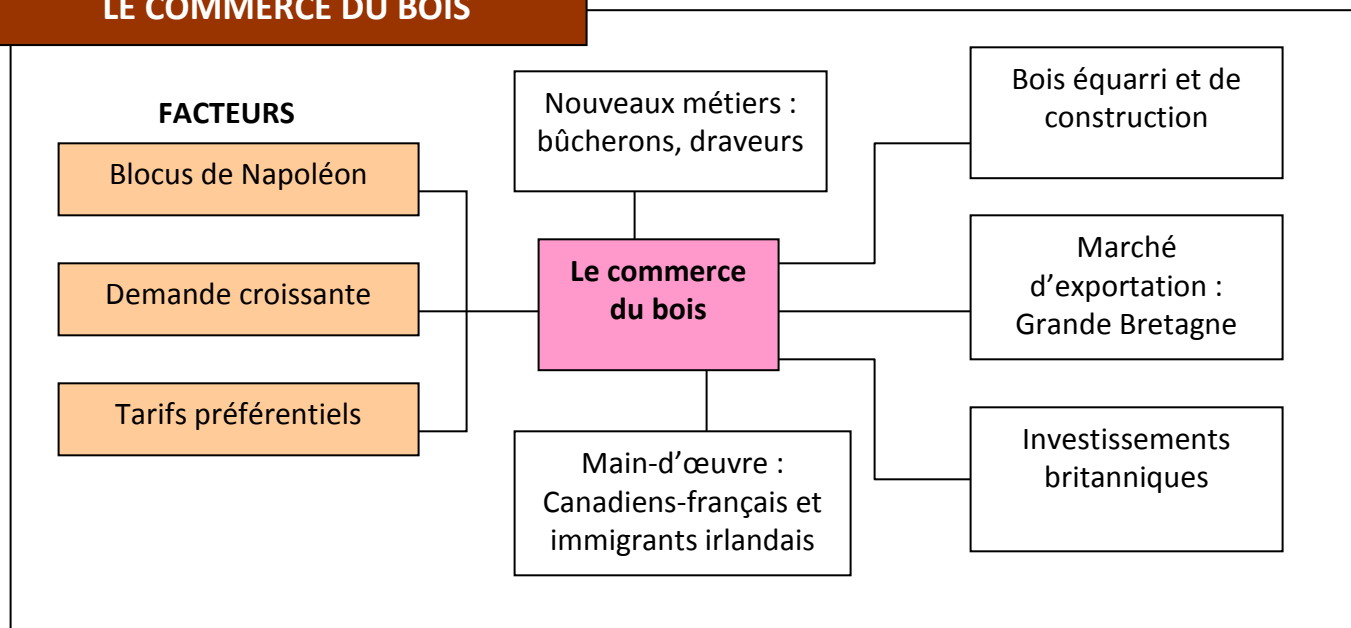 LE COMMERCE DU BOIS
FACTEURS
Blocus de Napoléon
Demande croissante
Tarifs préférentiels
Nouveaux métiers :
bûcherons, draveurs
Le commerce
du bois
Main-d’œuvre :
Canadiens-français et
immigrants irlandais
Bois équarri et de
construction
Marché
d’exportation :
Grande Bretagne
Investissements
britanniques